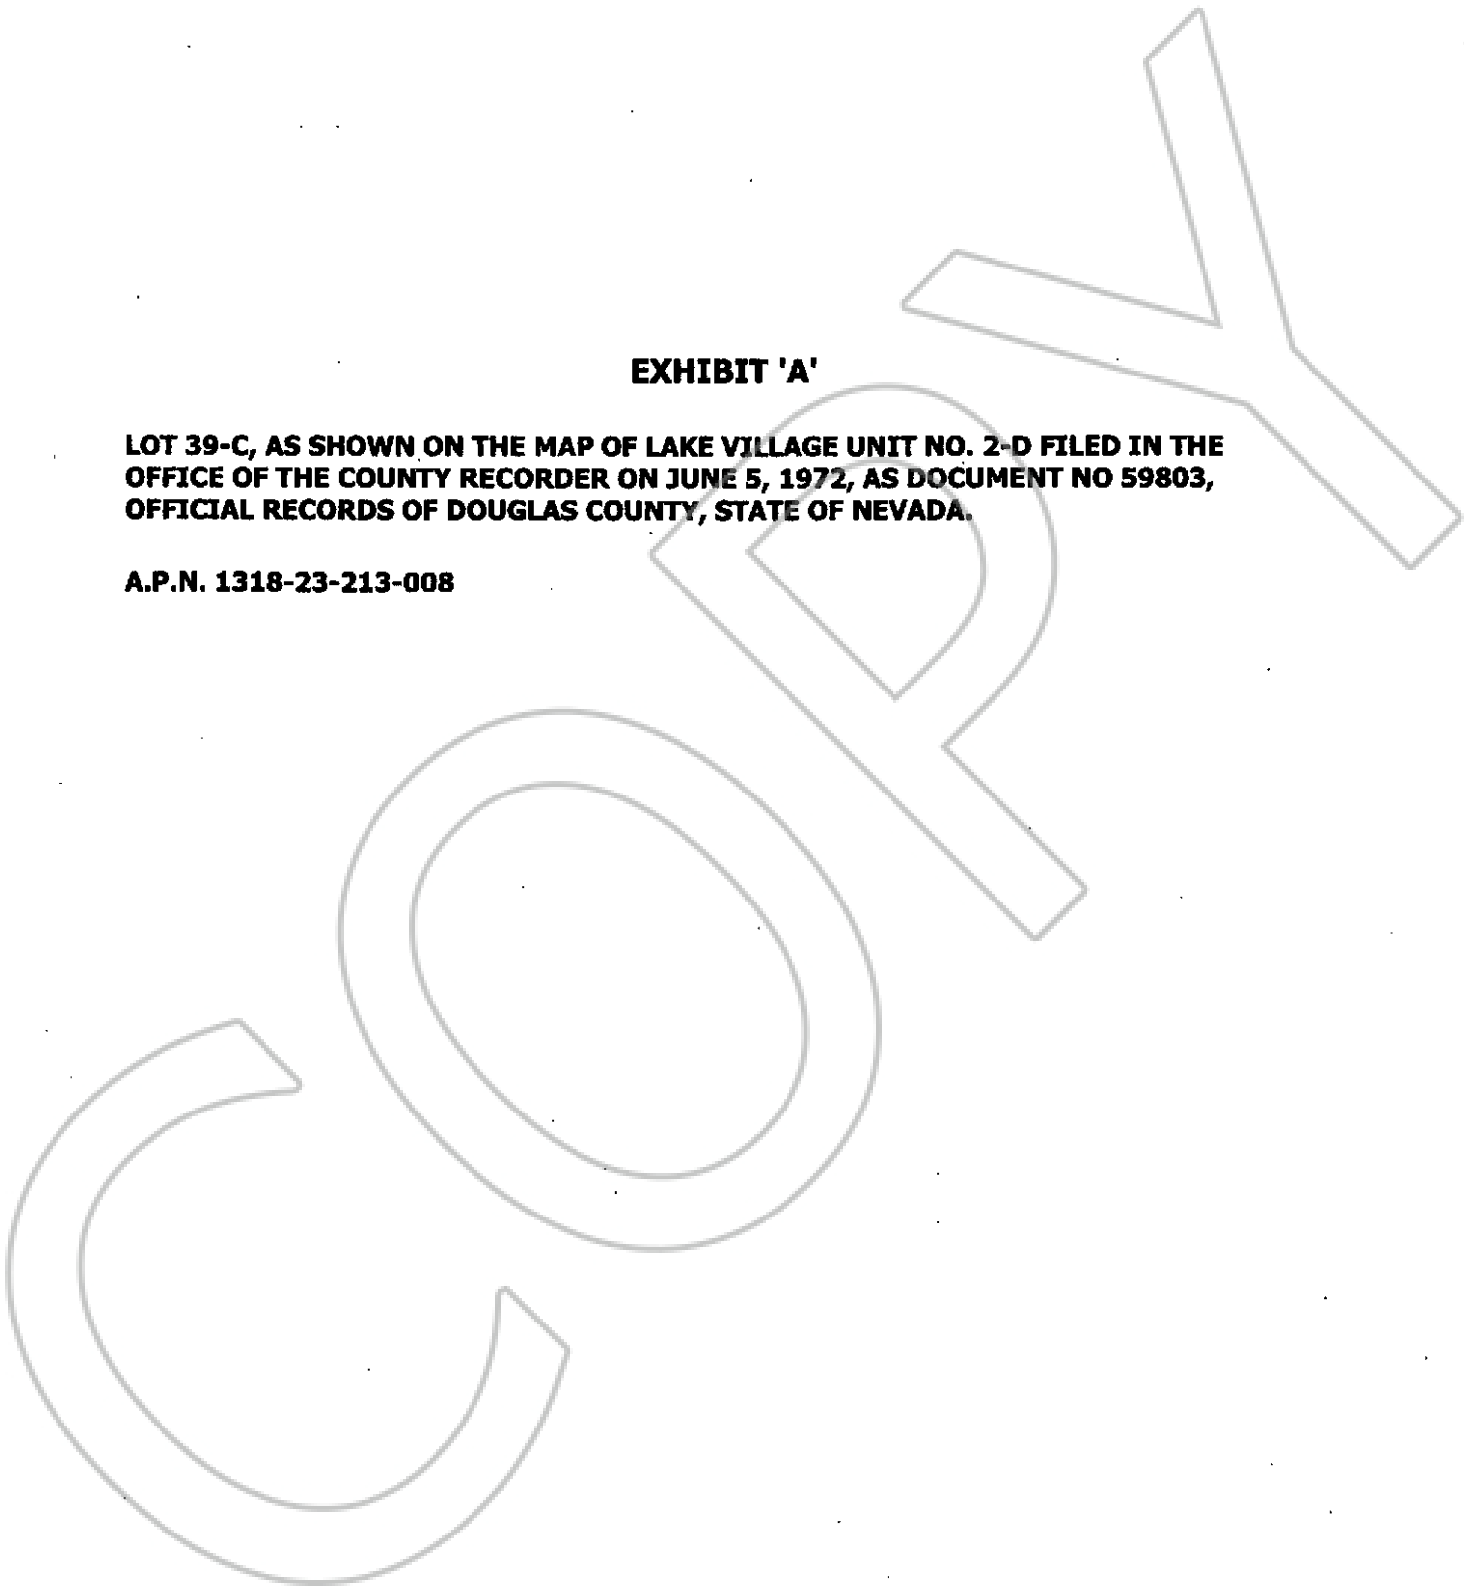 EXHIBIT 'A'
LOT 39-C, AS SHOWN ON THE MAP OF LAKE VILLAGE UNIT NO. 2-D FILED IN THE
OFFICE OF THE COUNTY RECORDER ON JUNE 5, 1972, AS DOCUMENT NO 59803,
OFFICIAL RECORDS OF DOUGLAS COUNTY, STATE OF NEVADA.
A.P.N. 1318-23-213-008
COPY